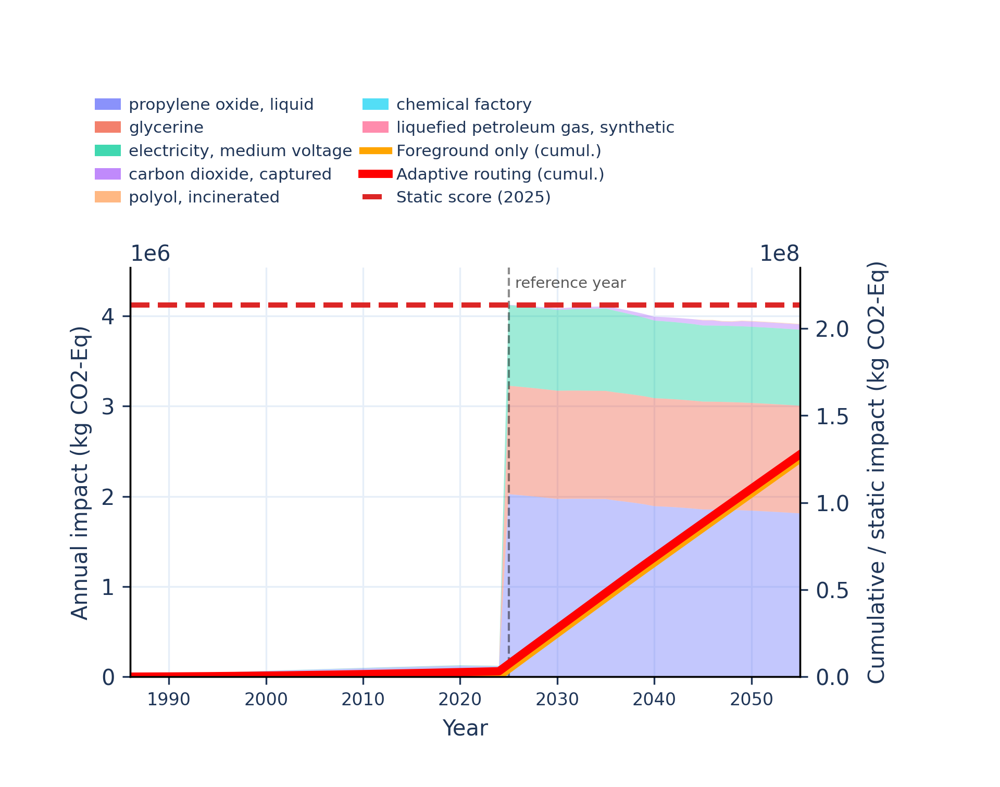 propylene oxide, liquid
glycerine
electricity, medium voltage
carbon dioxide, captured
polyol, incinerated
chemical factory
liquefied petroleum gas, synthetic
Foreground only (cumul.)
Adaptive routing (cumul.)
Static score (2025)
1e6
1e8
reference year
Annual impact (kg CO2-Eq)
4
3
2
1
0
2.0
1.5
1.0
0.5
0.0
Cumulative / static impact (kg CO2-Eq)
1990 2000 2010 2020 2030 2040 2050
Year